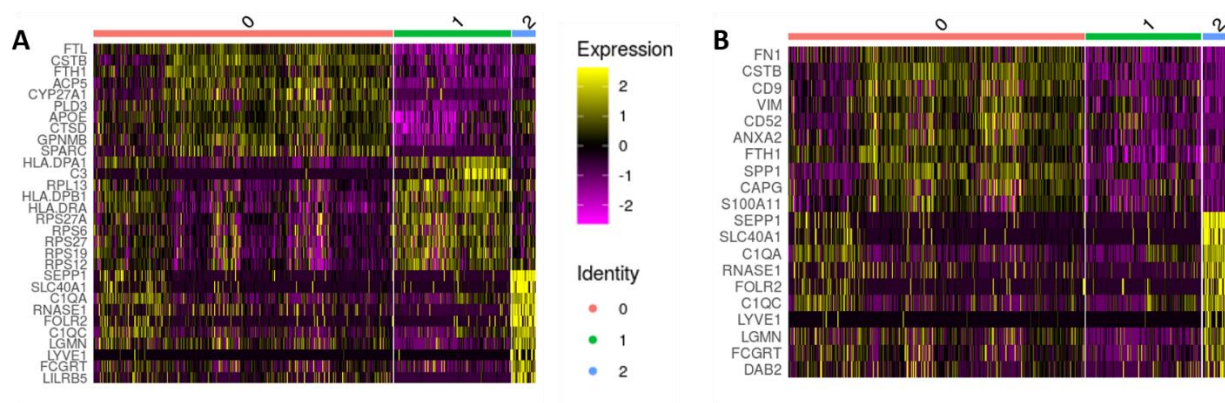 A
0
1
2
FTL
CSTB
FTH1
ACP5
CYP27A1
PLD3
APOE
CTSD
GPNMB
SPARC
HLA.DPA1
C3
RPL13
HLA.DPB1
HLA.DRA
RPS27A
RPS6
RPS27
RPS19
RPS12
SEPP1
SLC40A1
C1QA
RNASE1
FOLR2
C1QC
LGMN
LYVE1
FCGRT
LILRB5
Expression
2
1
0
-1
-2
Identity
0
1
2
B
0
1
2
FN1
CSTB
CD9
VIM
CD52
ANXA2
FTH1
SPP1
CAPG
S100A11
SEPP1
SLC40A1
C1QA
RNASE1
FOLR2
C1QC
LYVE1
LGMN
FCGRT
DAB2